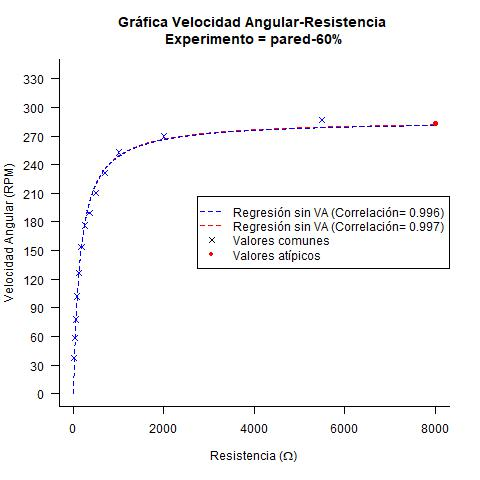 Gráfica Velocidad Angular-Resistencia
Experimento = pared-60%
Velocidad Angular (RPM)
330
300
270
240
210
180
150
120
90
60
30
0
Regresión sin VA (Correlación= 0.996)
Regresión sin VA (Correlación= 0.997)
Valores comunes
Valores atípicos
0 2000 4000 6000 8000
Resistencia (Ω)